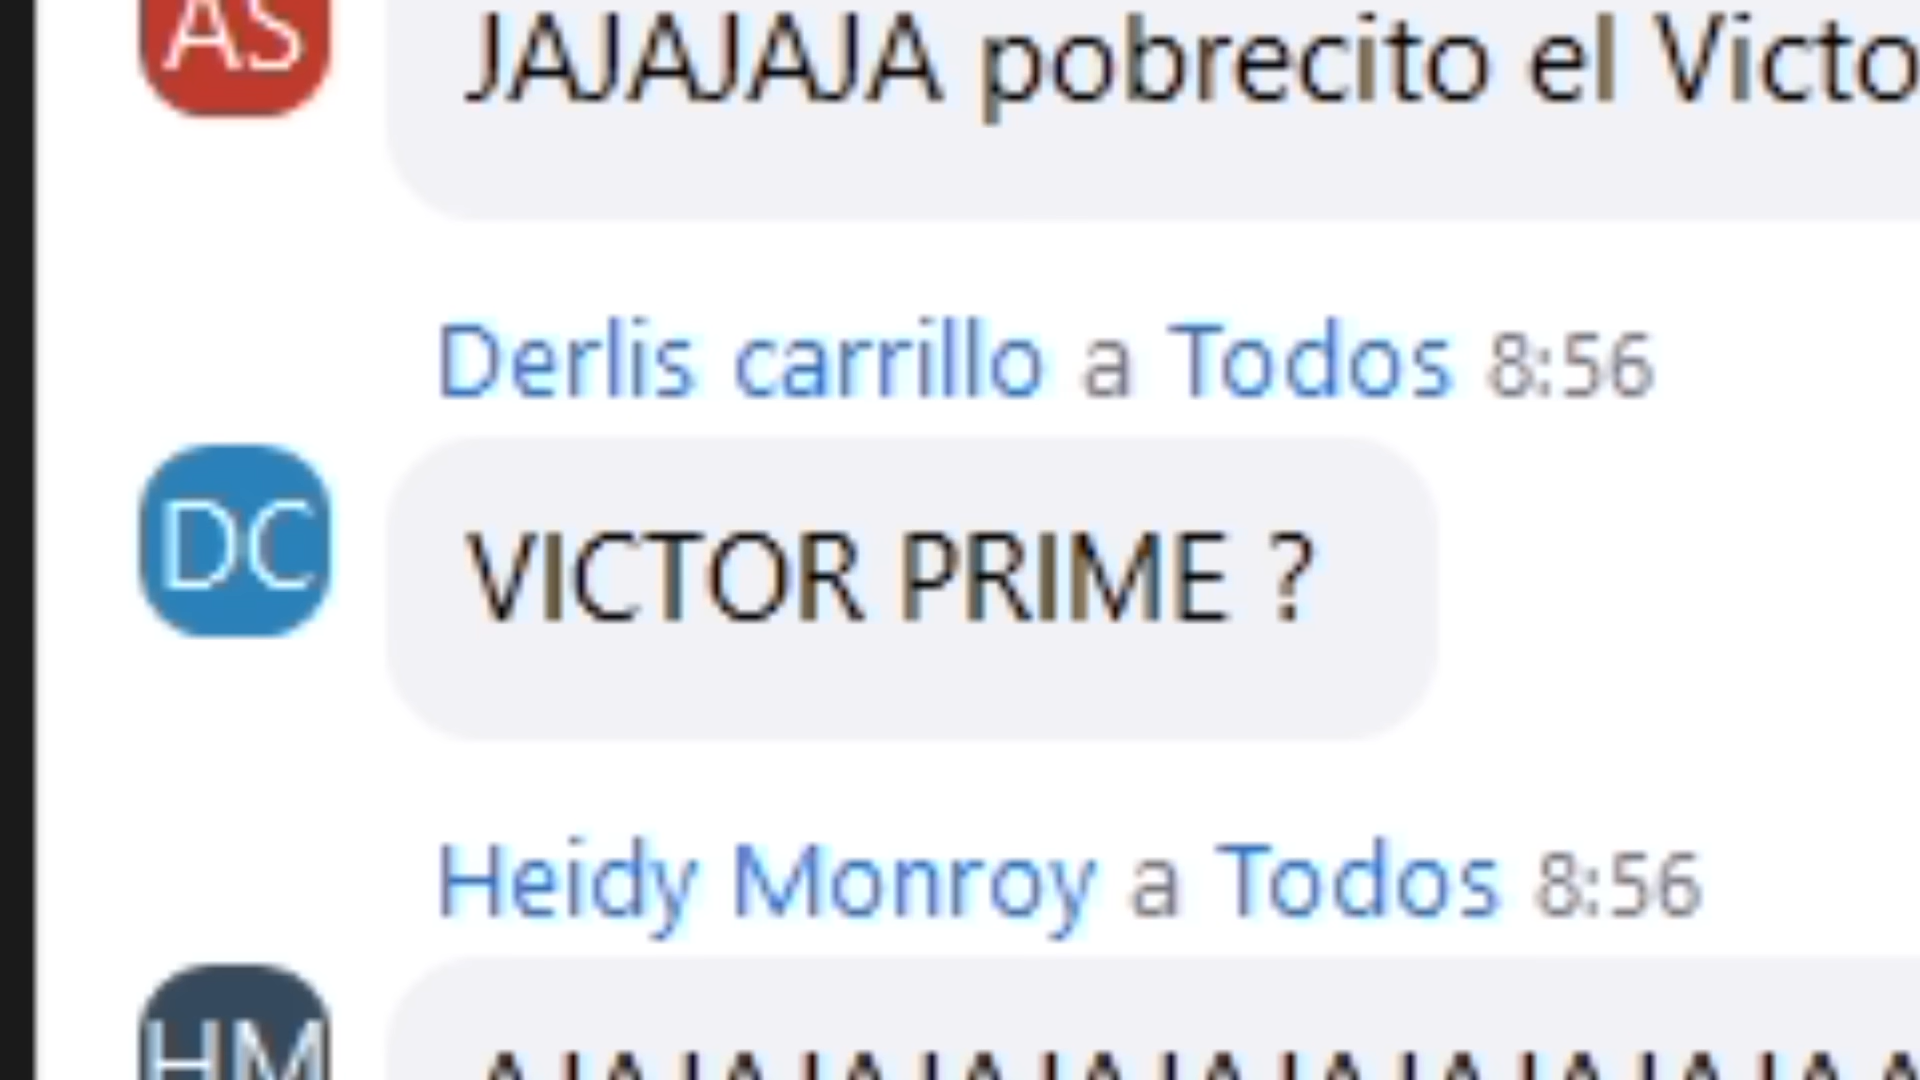 AS
JAJAJAJA pobrecito el Victo
Derlis carrillo a Todos 8:56
DC
VICTOR PRIME ?
Heidy Monroy a Todos 8:56
HM